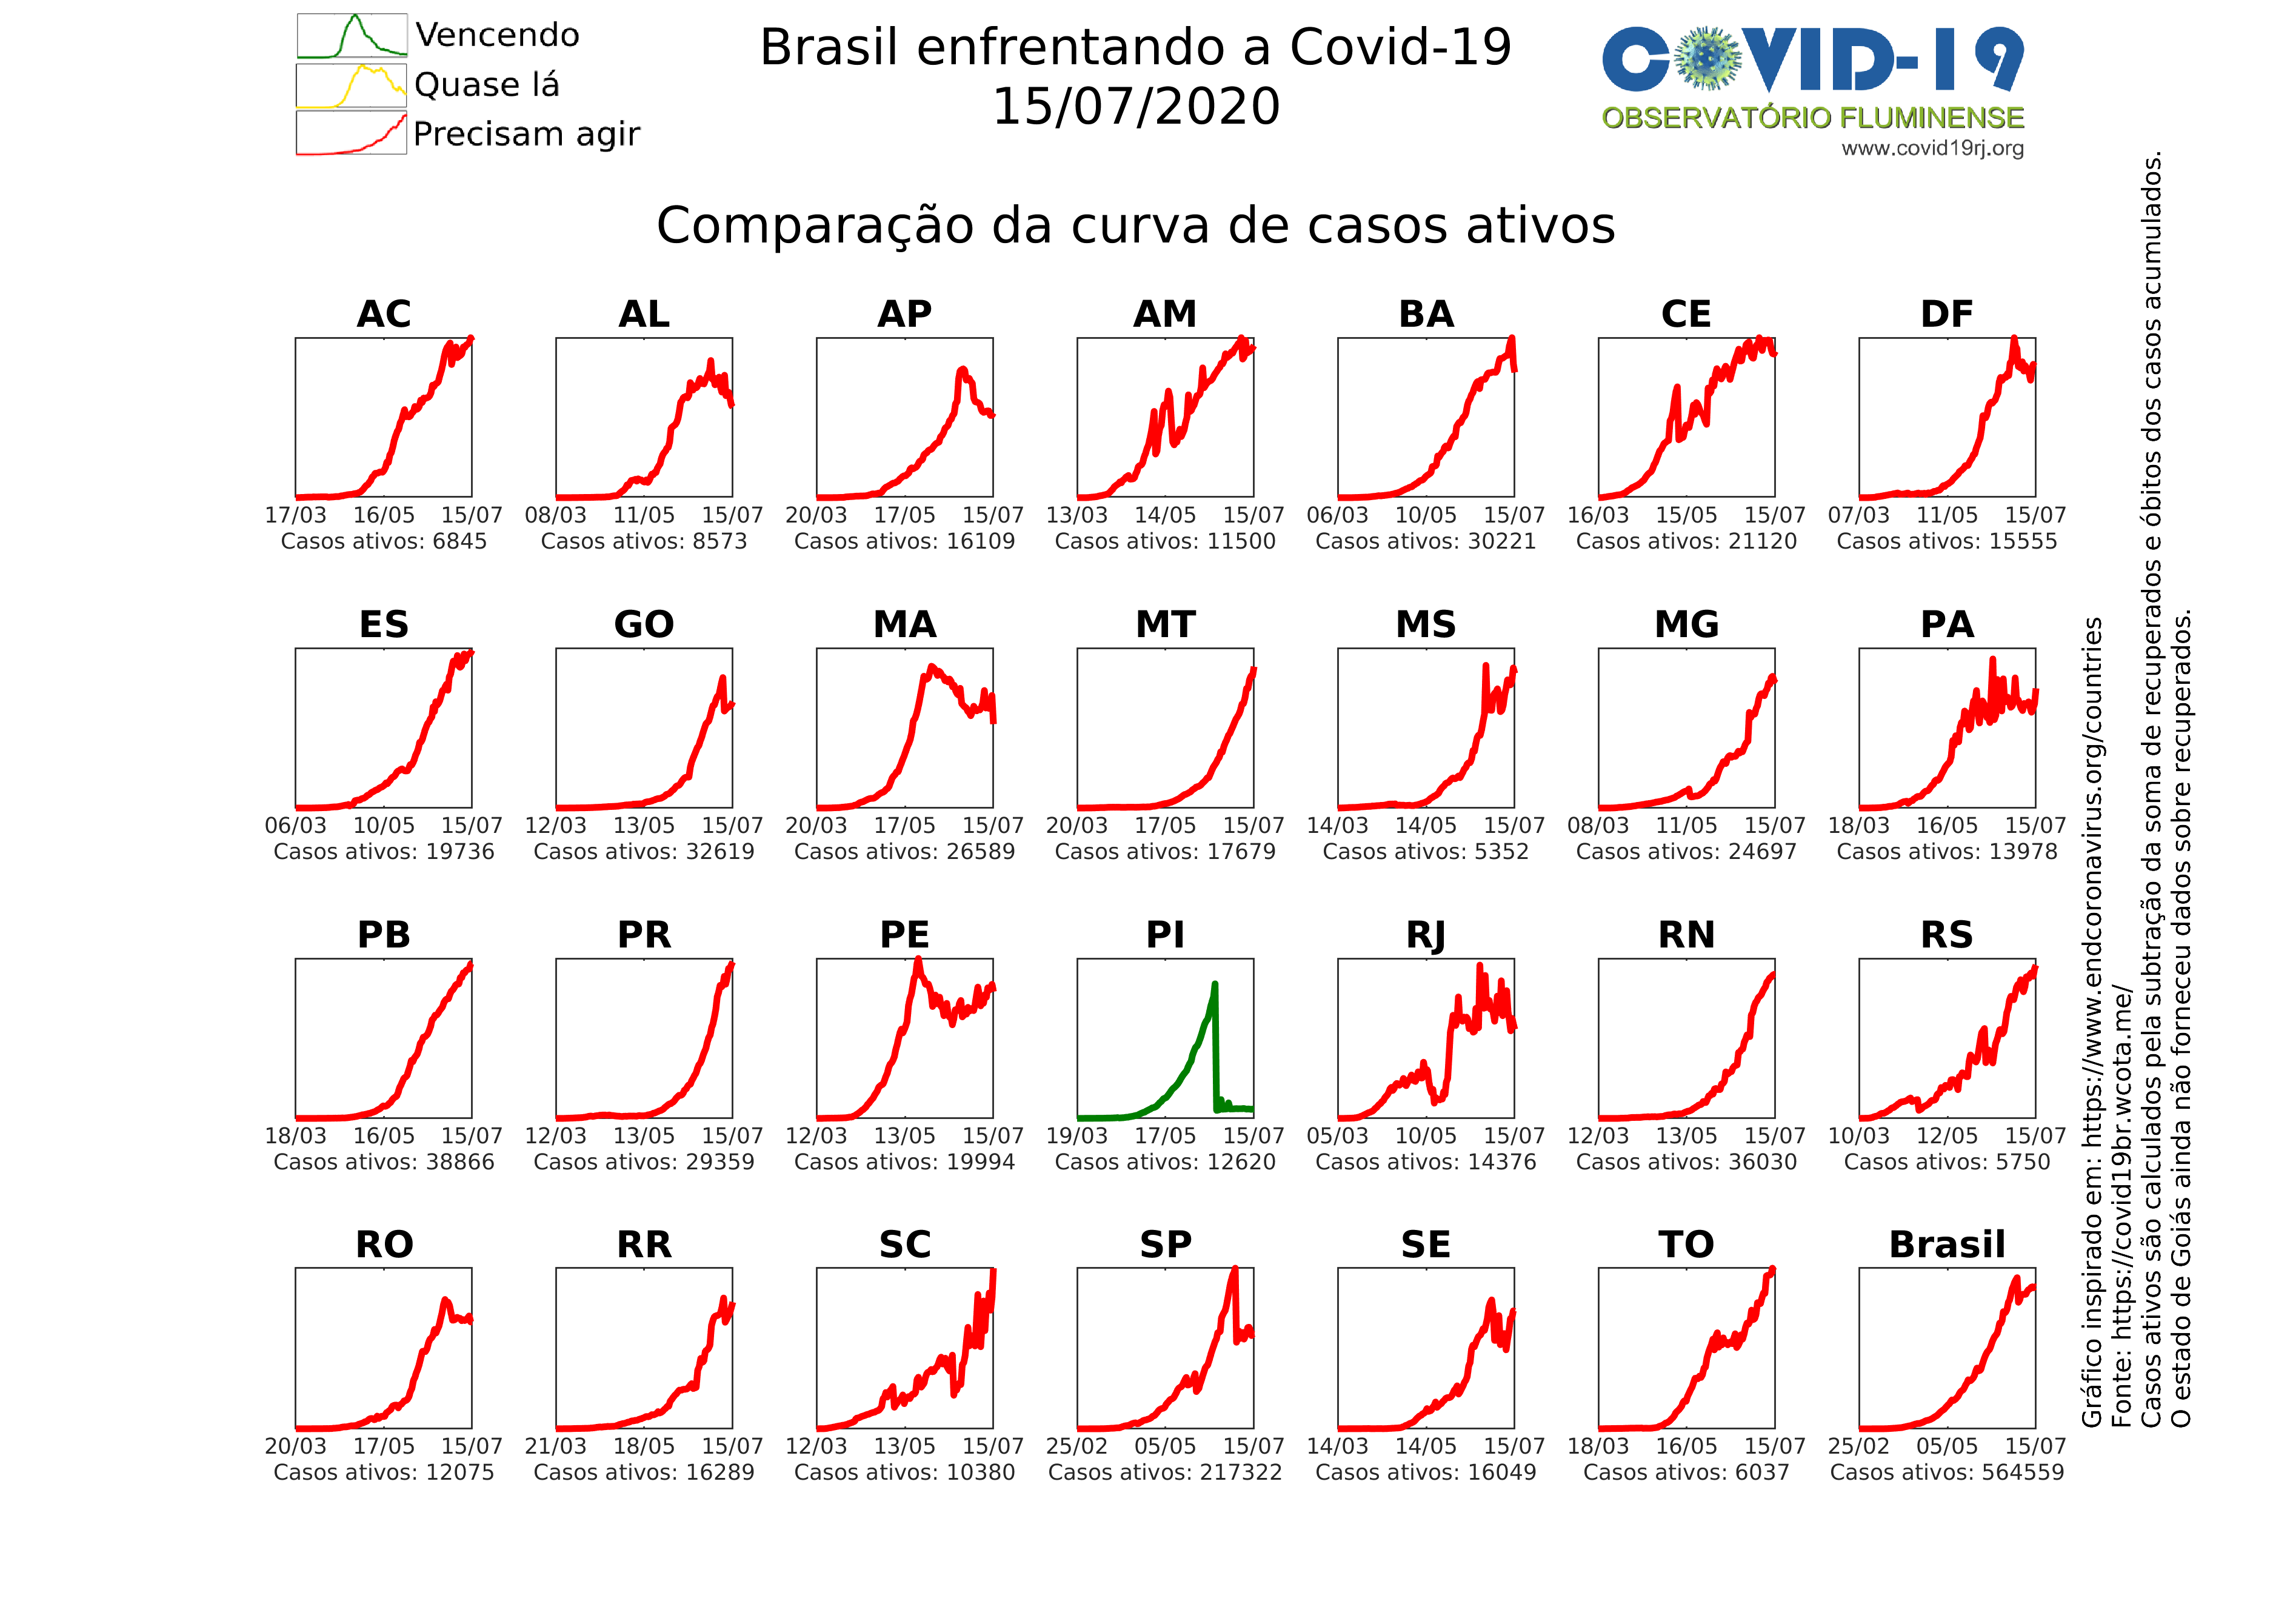 Vencendo
Quase lá
Precisam agir
Brasil enfrentando a Covid-19
15/07/2020
COVID-19
OBSERVATÓRIO FLUMINENSE
www.covid19rj.org
Comparação da curva de casos ativos
AC AL AP AM BA CE DF
17/03 16/05 15/07 08/03 11/05 15/07 20/03 17/05 15/07 13/03 14/05 15/07 06/03 10/05 15/07 16/03 15/05 15/07 07/03 11/05 15/07
Casos ativos: 6845 Casos ativos: 8573 Casos ativos: 16109 Casos ativos: 11500 Casos ativos: 30221 Casos ativos: 21120 Casos ativos: 15555
ES GO MA MT MS MG PA
06/03 10/05 15/07 12/03 13/05 15/07 20/03 17/05 15/07 20/03 17/05 15/07 14/03 14/05 15/07 08/03 11/05 15/07 18/03 16/05 15/07
Casos ativos: 19736 Casos ativos: 32619 Casos ativos: 26589 Casos ativos: 17679 Casos ativos: 5352 Casos ativos: 24697 Casos ativos: 13978
PB PR PE PI RJ RN RS
18/03 16/05 15/07 12/03 13/05 15/07 12/03 13/05 15/07 19/03 17/05 15/07 05/03 10/05 15/07 12/03 13/05 15/07 10/03 12/05 15/07
Casos ativos: 38866 Casos ativos: 29359 Casos ativos: 19994 Casos ativos: 12620 Casos ativos: 14376 Casos ativos: 36030 Casos ativos: 5750
RO RR SC SP SE TO Brasil
20/03 17/05 15/07 21/03 18/05 15/07 12/03 13/05 15/07 25/02 05/05 15/07 14/03 14/05 15/07 18/03 16/05 15/07 25/02 05/05 15/07
Casos ativos: 12075 Casos ativos: 16289 Casos ativos: 10380 Casos ativos: 217322 Casos ativos: 16049 Casos ativos: 6037 Casos ativos: 564559
Gráfico inspirado em: https://www.endcoronavirus.org/countries
Fonte: https://covid19br.wcota.me/
Casos ativos são calculados pela subtração da soma de recuperados e óbitos dos casos acumulados.
O estado de Goiás ainda não forneceu dados sobre recuperados.